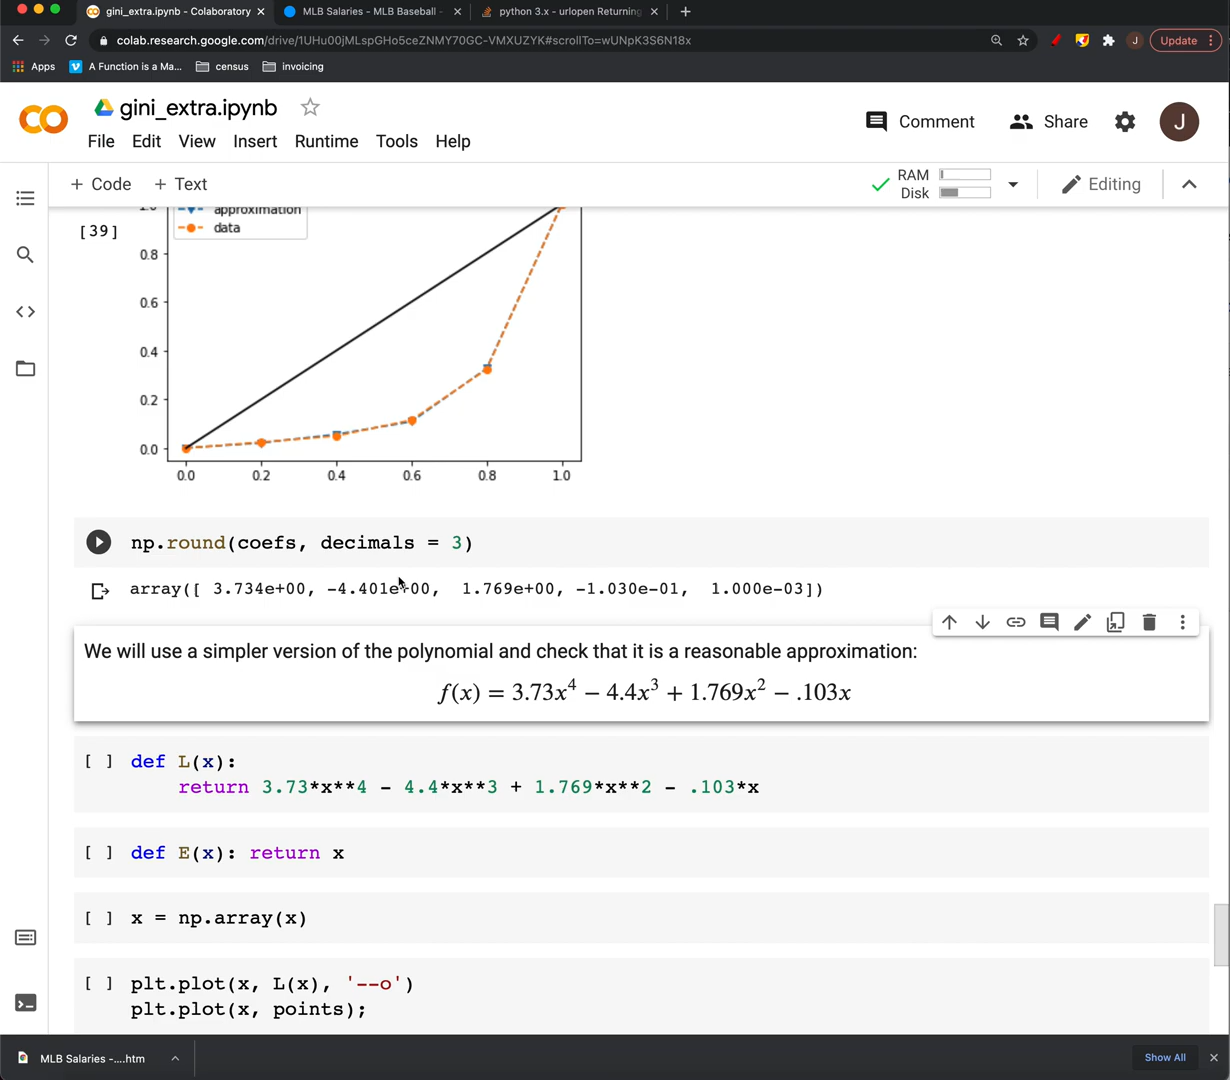 gini_extra.ipynb - Colaboratory
MLB Salaries - MLB Baseball -
python 3.x - urlopen Returning
colab.research.google.com/drive/1UHu00jMLspGHo5ceZNMY70GC-VMXUZYK#scrollTo=wUNpK3S6N18x
J
Update
Apps
A Function is a Ma...
census
invoicing
CO
gini_extra.ipynb
Comment
Share
J
File Edit View Insert Runtime Tools Help
+ Code + Text
RAM
Disk
Editing
1.0
approximation
[39]
data
0.8
0.6
0.4
0.2
0.0
0.0 0.2 0.4 0.6 0.8 1.0
np.round(coefs, decimals = 3)
array([ 3.734e+00, -4.401e+00, 1.769e+00, -1.030e-01, 1.000e-03])
We will use a simpler version of the polynomial and check that it is a reasonable approximation:
f(x) = 3.73x⁴ − 4.4x³ + 1.769x² − .103x
[ ] def L(x):
return 3.73*x**4 - 4.4*x**3 + 1.769*x**2 - .103*x
[ ] def E(x): return x
[ ] x = np.array(x)
[ ] plt.plot(x, L(x), '--o')
plt.plot(x, points);
MLB Salaries -....htm
Show All